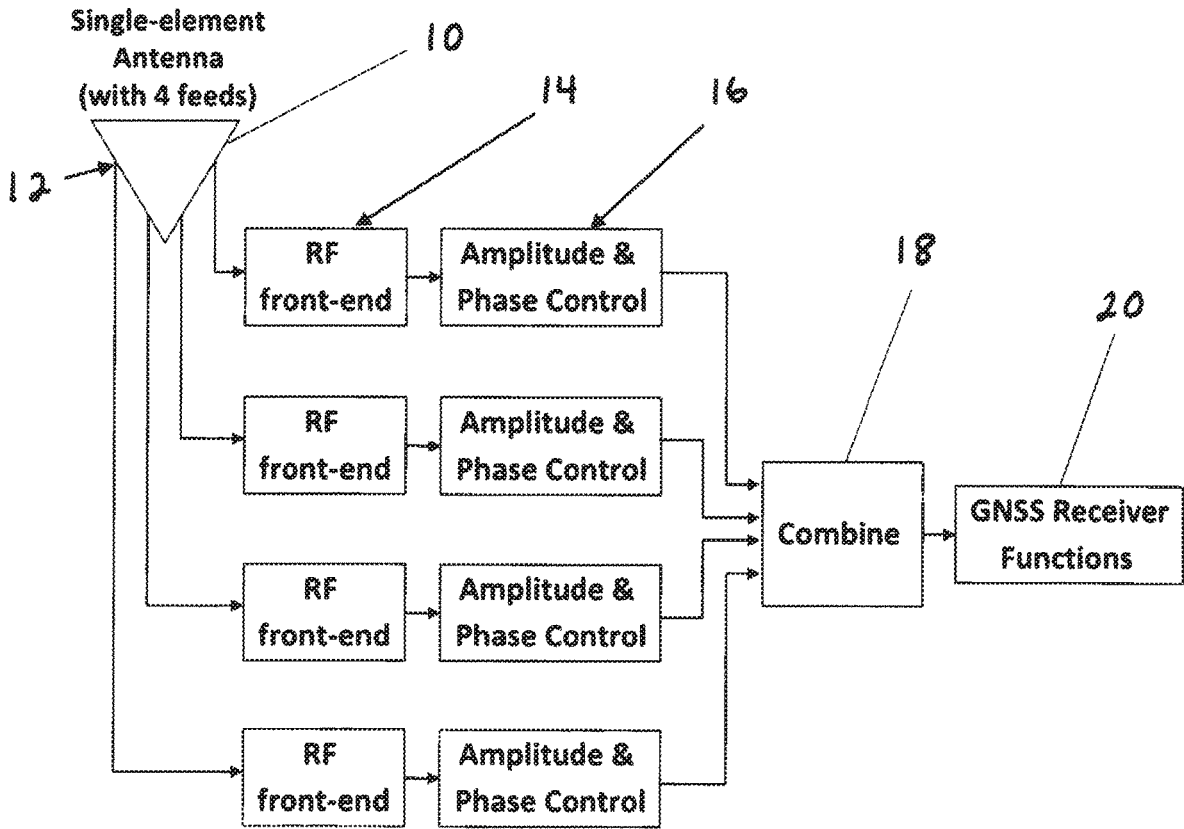 Single-element
Antenna
(with 4 feeds)
10
14
16
12
RF
front-end
Amplitude &
Phase Control
18
20
RF
front-end
Amplitude &
Phase Control
Combine
GNSS Receiver
Functions
RF
front-end
Amplitude &
Phase Control
RF
front-end
Amplitude &
Phase Control